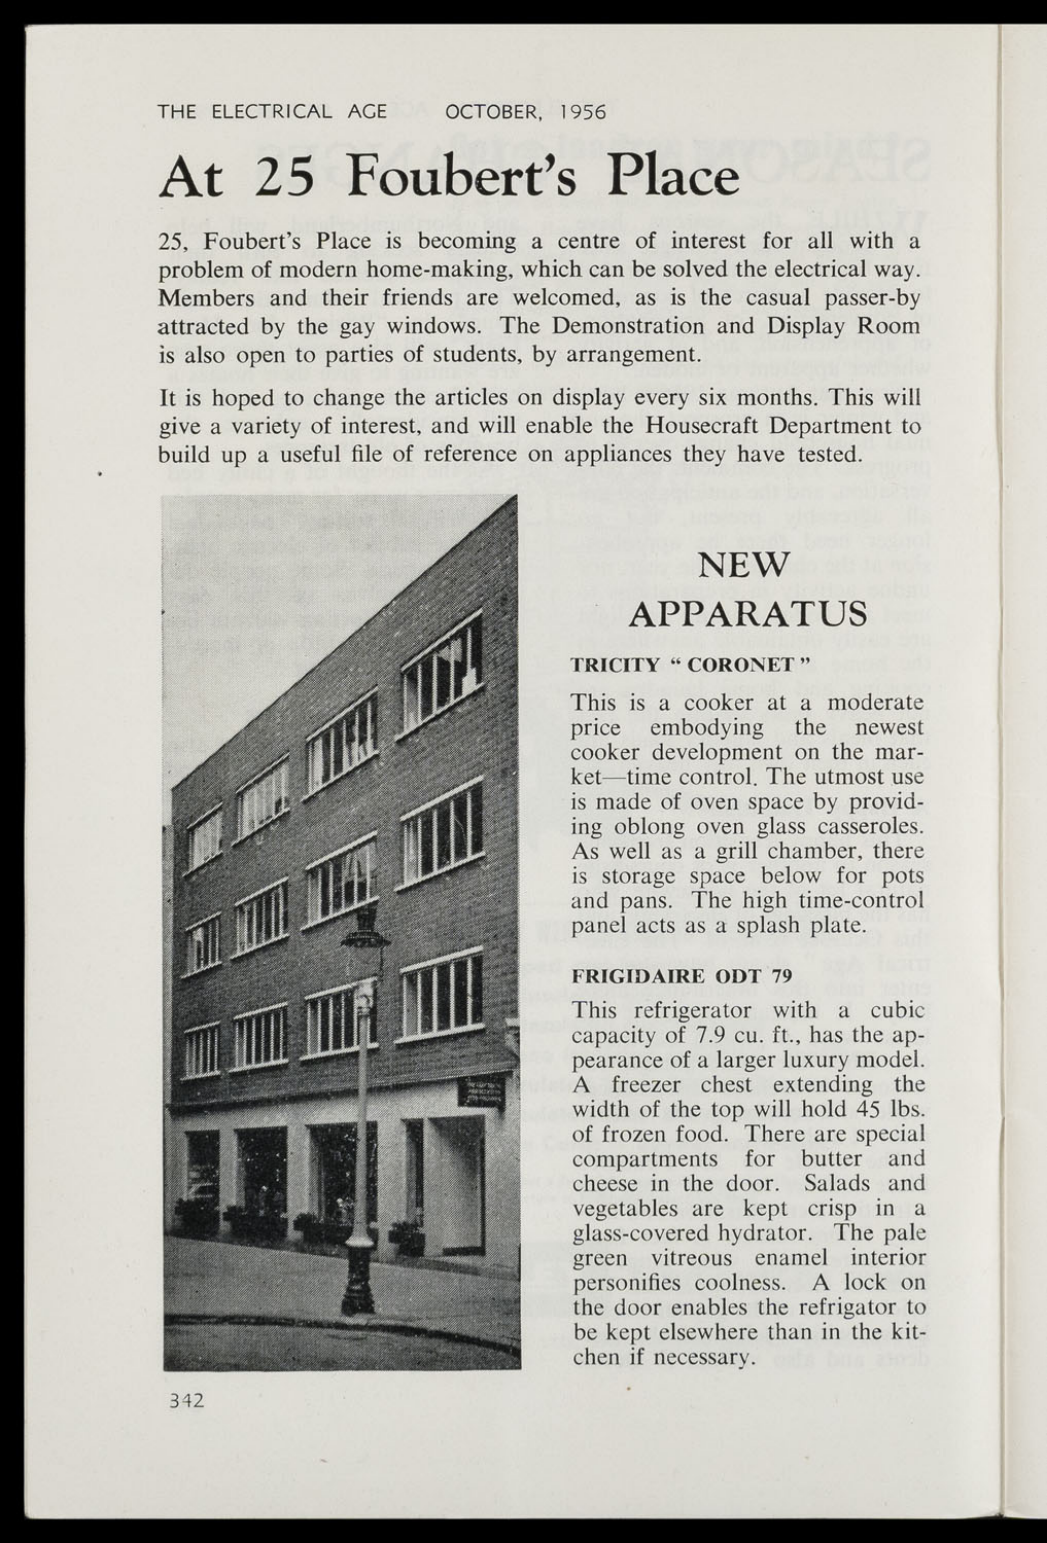 THE ELECTRICAL AGE OCTOBER, 1956
At 25 Foubert's Place
25, Foubert's Place is becoming a centre of interest for all with a
problem of modern home-making, which can be solved the electrical way.
Members and their friends are welcomed, as is the casual passer-by
attracted by the gay windows. The Demonstration and Display Room
is also open to parties of students, by arrangement.
It is hoped to change the articles on display every six months. This will
give a variety of interest, and will enable the Housecraft Department to
build up a useful file of reference on appliances they have tested.
NEW
APPARATUS
TRICITY “ CORONET ”
This is a cooker at a moderate
price embodying the newest
cooker development on the mar-
ket—time control. The utmost use
is made of oven space by provid-
ing oblong oven glass casseroles.
As well as a grill chamber, there
is storage space below for pots
and pans. The high time-control
panel acts as a splash plate.
FRIGIDAIRE ODT 79
This refrigerator with a cubic
capacity of 7.9 cu. ft., has the ap-
pearance of a larger luxury model.
A freezer chest extending the
width of the top will hold 45 lbs.
of frozen food. There are special
compartments for butter and
cheese in the door. Salads and
vegetables are kept crisp in a
glass-covered hydrator. The pale
green vitreous enamel interior
personifies coolness. A lock on
the door enables the refrigator to
be kept elsewhere than in the kit-
chen if necessary.
342